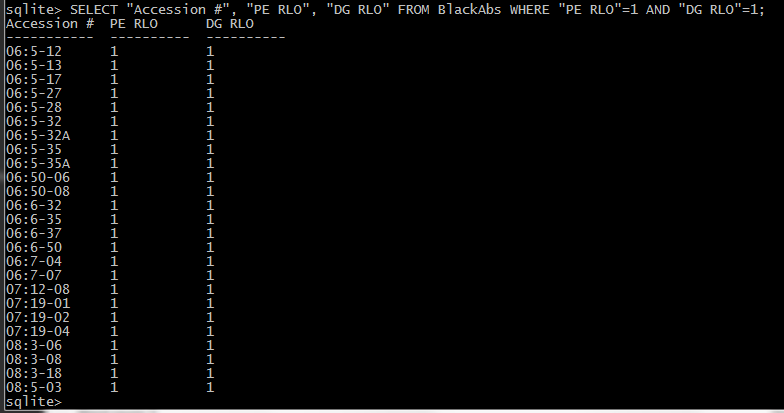 sqlite> SELECT "Accession #", "PE RLO", "DG RLO" FROM BlackAbs WHERE "PE RLO"=1 AND "DG RLO"=1;
Accession #  PE RLO      DG RLO
-----------  ----------  ----------
06:5-12      1           1
06:5-13      1           1
06:5-17      1           1
06:5-27      1           1
06:5-28      1           1
06:5-32      1           1
06:5-32A     1           1
06:5-35      1           1
06:5-35A     1           1
06:50-06     1           1
06:50-08     1           1
06:6-32      1           1
06:6-35      1           1
06:6-37      1           1
06:6-50      1           1
06:7-04      1           1
06:7-07      1           1
07:12-08     1           1
07:19-01     1           1
07:19-02     1           1
07:19-04     1           1
08:3-06      1           1
08:3-08      1           1
08:3-18      1           1
08:5-03      1           1
sqlite>